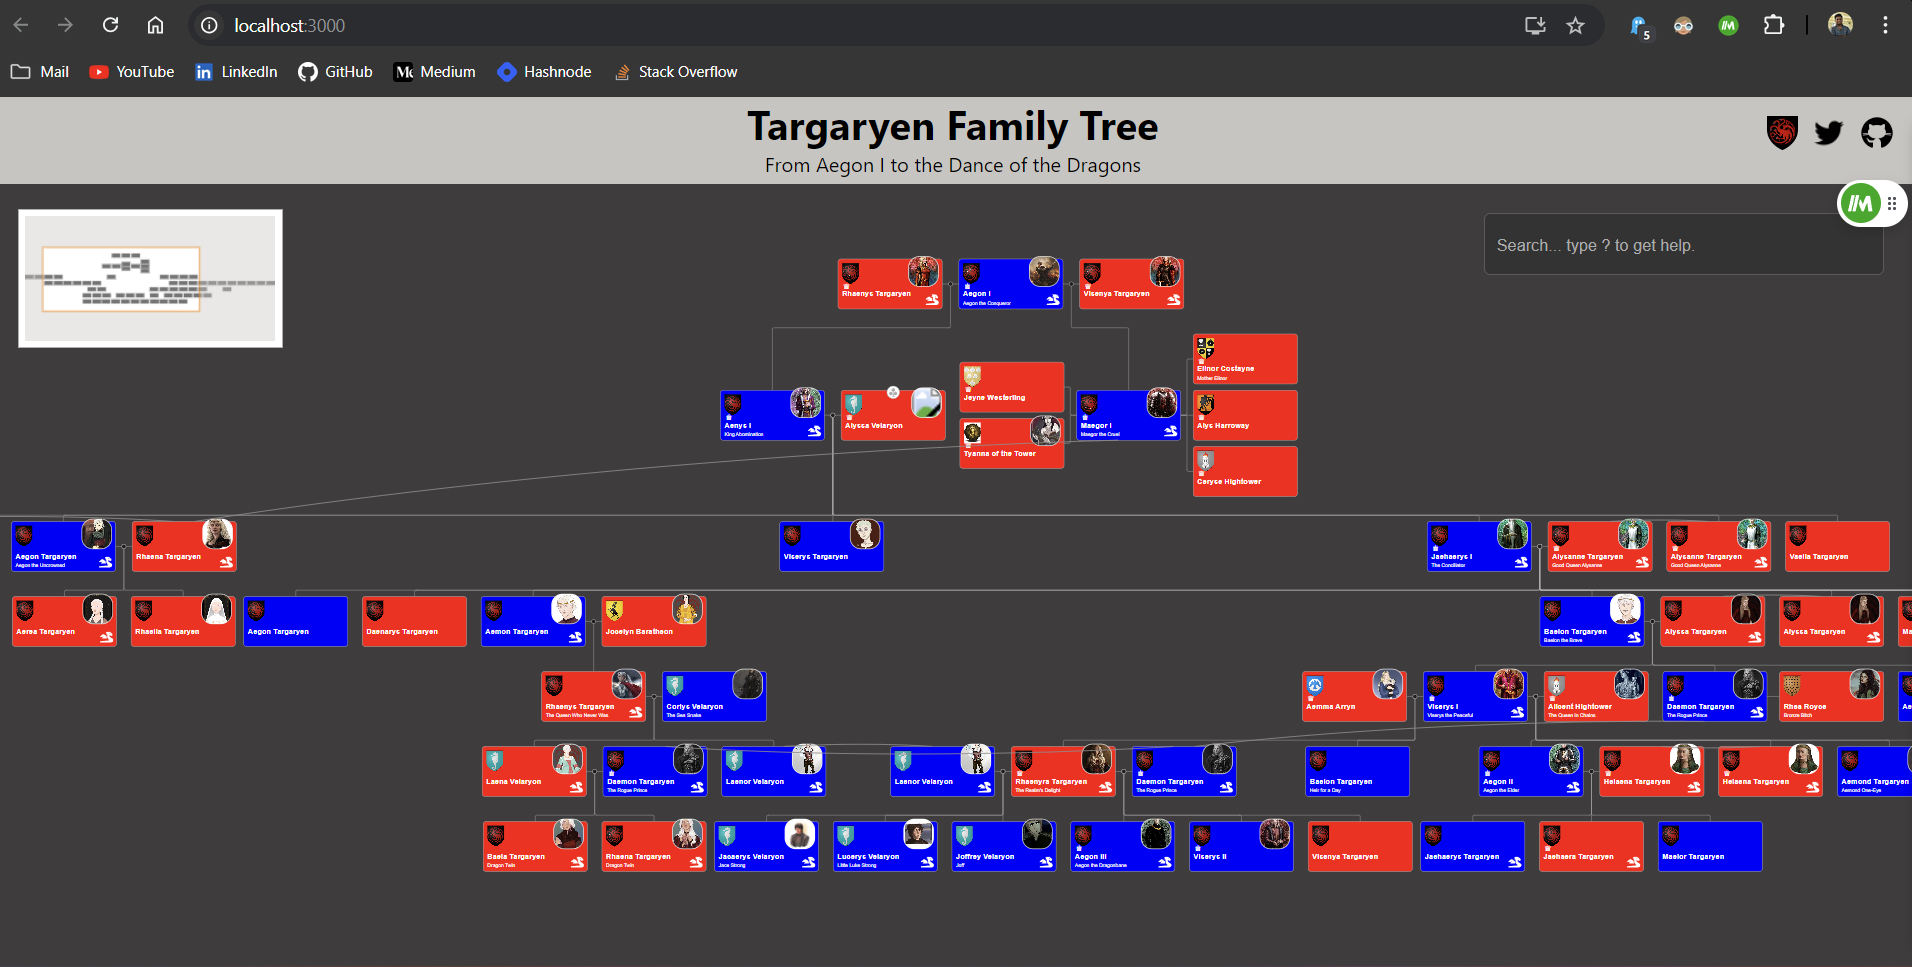 localhost:3000
5
Mail
YouTube
LinkedIn
GitHub
Medium
Hashnode
Stack Overflow
Targaryen Family Tree
From Aegon I to the Dance of the Dragons
Search... type ? to get help.
Rhaenys Targaryen
Aegon I
Aegon the Conqueror
Visenya Targaryen
Elinor Costayne
Mother Elinor
Jeyne Westerling
Aenys I
King Abomination
Alyssa Velaryon
Tyanna of the Tower
Maegor I
Maegor the Cruel
Alys Harroway
Ceryse Hightower
Aegon Targaryen
Aegon the Uncrowned
Rhaena Targaryen
Viserys Targaryen
Jaehaerys I
The Conciliator
Alysanne Targaryen
Good Queen Alysanne
Alysanne Targaryen
Good Queen Alysanne
Vaella Targaryen
Aerea Targaryen
Rhaella Targaryen
Aegon Targaryen
Daenerys Targaryen
Aemon Targaryen
Jocelyn Baratheon
Baelon Targaryen
Baelon the Brave
Alyssa Targaryen
Alyssa Targaryen
Ma
Rhaenys Targaryen
The Queen Who Never Was
Corlys Velaryon
The Sea Snake
Aemma Arryn
Viserys I
Viserys the Peaceful
Alicent Hightower
The Queen in Chains
Daemon Targaryen
The Rogue Prince
Rhea Royce
Bronze Bitch
Ae
Laena Velaryon
Daemon Targaryen
The Rogue Prince
Laenor Velaryon
Laenor Velaryon
Rhaenyra Targaryen
The Realm's Delight
Daemon Targaryen
The Rogue Prince
Baelon Targaryen
Heir for a Day
Aegon II
Aegon the Elder
Helaena Targaryen
Helaena Targaryen
Aemond Targaryen
Aemond One-Eye
Baela Targaryen
Dragon Twin
Rhaena Targaryen
Dragon Twin
Jacaerys Velaryon
Jace Strong
Lucerys Velaryon
Little Luke Strong
Joffrey Velaryon
Joff
Aegon III
Aegon the Dragonbane
Viserys II
Visenya Targaryen
Jaehaerys Targaryen
Jaehaera Targaryen
Maelor Targaryen